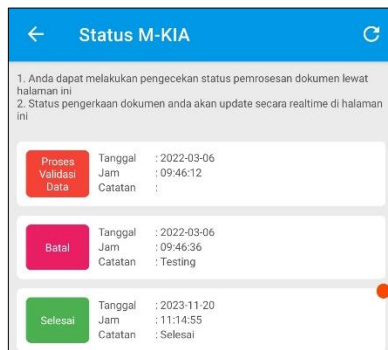 Status M-KIA
1. Anda dapat melakukan pengecekan status pemrosesan dokumen lewat
halaman ini
2. Status pengerkaan dokumen anda akan update secara realtime di halaman
ini
Proses
Validasi
Data
Tanggal : 2022-03-06
Jam : 09:46:12
Catatan :
Batal
Tanggal : 2022-03-06
Jam : 09:46:36
Catatan : Testing
Selesai
Tanggal : 2023-11-20
Jam : 11:14:55
Catatan : Selesai